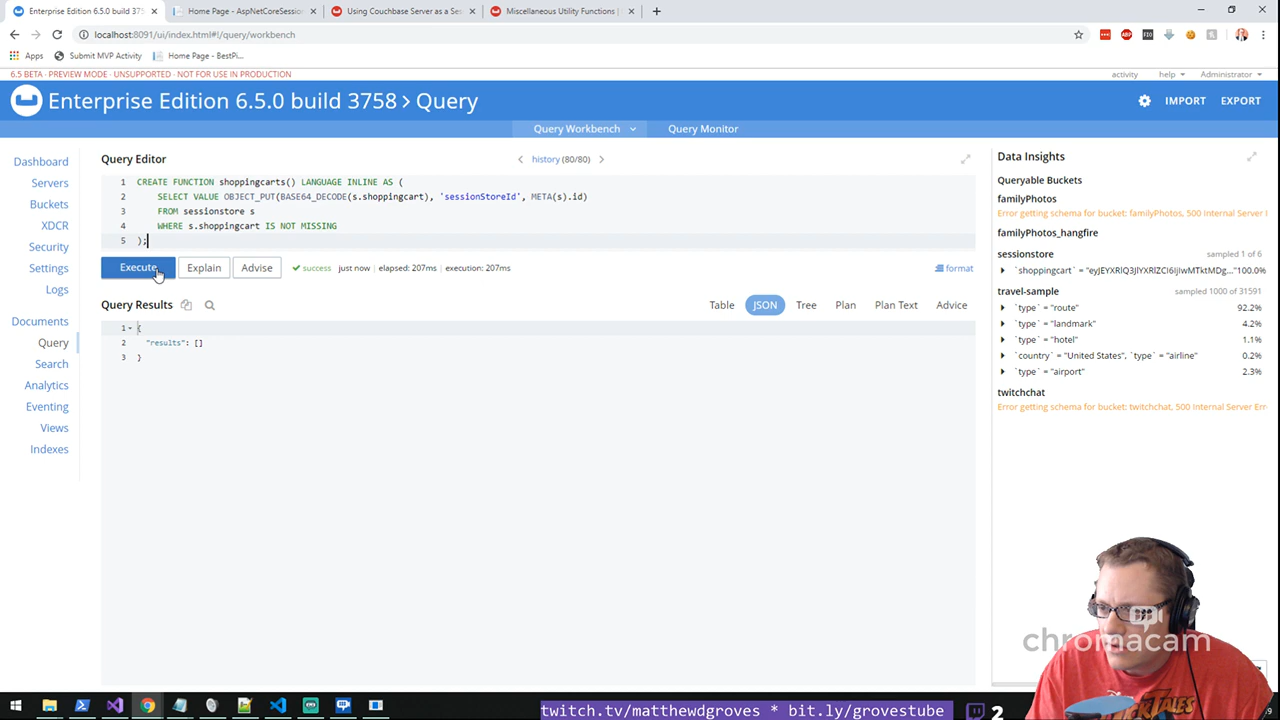 Enterprise Edition 6.5.0 build 375
Home Page - AspNetCoreSessio
Using Couchbase Server as a Ses
Miscellaneous Utility Functions |
localhost:8091/ui/index.html#!/query/workbench
Apps
Submit MVP Activity
Home Page - BestPl...
6.5 BETA · PREVIEW MODE · UNSUPPORTED · NOT FOR USE IN PRODUCTION
activity
help
Administrator
Enterprise Edition 6.5.0 build 3758 > Query
IMPORT
EXPORT
Query Workbench
Query Monitor
Dashboard
Servers
Buckets
XDCR
Security
Settings
Logs
Documents
Query
Search
Analytics
Eventing
Views
Indexes
Query Editor
history (80/80)
1 CREATE FUNCTION shoppingcarts() LANGUAGE INLINE AS (
2 SELECT VALUE OBJECT_PUT(BASE64_DECODE(s.shoppingcart), 'sessionStoreId', META(s).id)
3 FROM sessionstore s
4 WHERE s.shoppingcart IS NOT MISSING
5 );
Execute
Explain
Advise
success
just now
elapsed: 207ms
execution: 207ms
format
Query Results
Table
JSON
Tree
Plan
Plan Text
Advice
1 {
2 "results": []
3 }
Data Insights
Queryable Buckets
familyPhotos
Error getting schema for bucket: familyPhotos, 500 Internal Server
familyPhotos_hangfire
sessionstore
sampled 1 of 6
100.0%
travel-sample
sampled 1000 of 31591
`type` = "route"
92.2%
`type` = "landmark"
4.2%
`type` = "hotel"
1.1%
`country` = "United States", `type` = "airline"
0.2%
`type` = "airport"
2.3%
twitchchat
Error getting schema for bucket: twitchchat, 500 Internal Server Err
chromacam
twitch.tv/matthewdgroves * bit.ly/grovestube
2